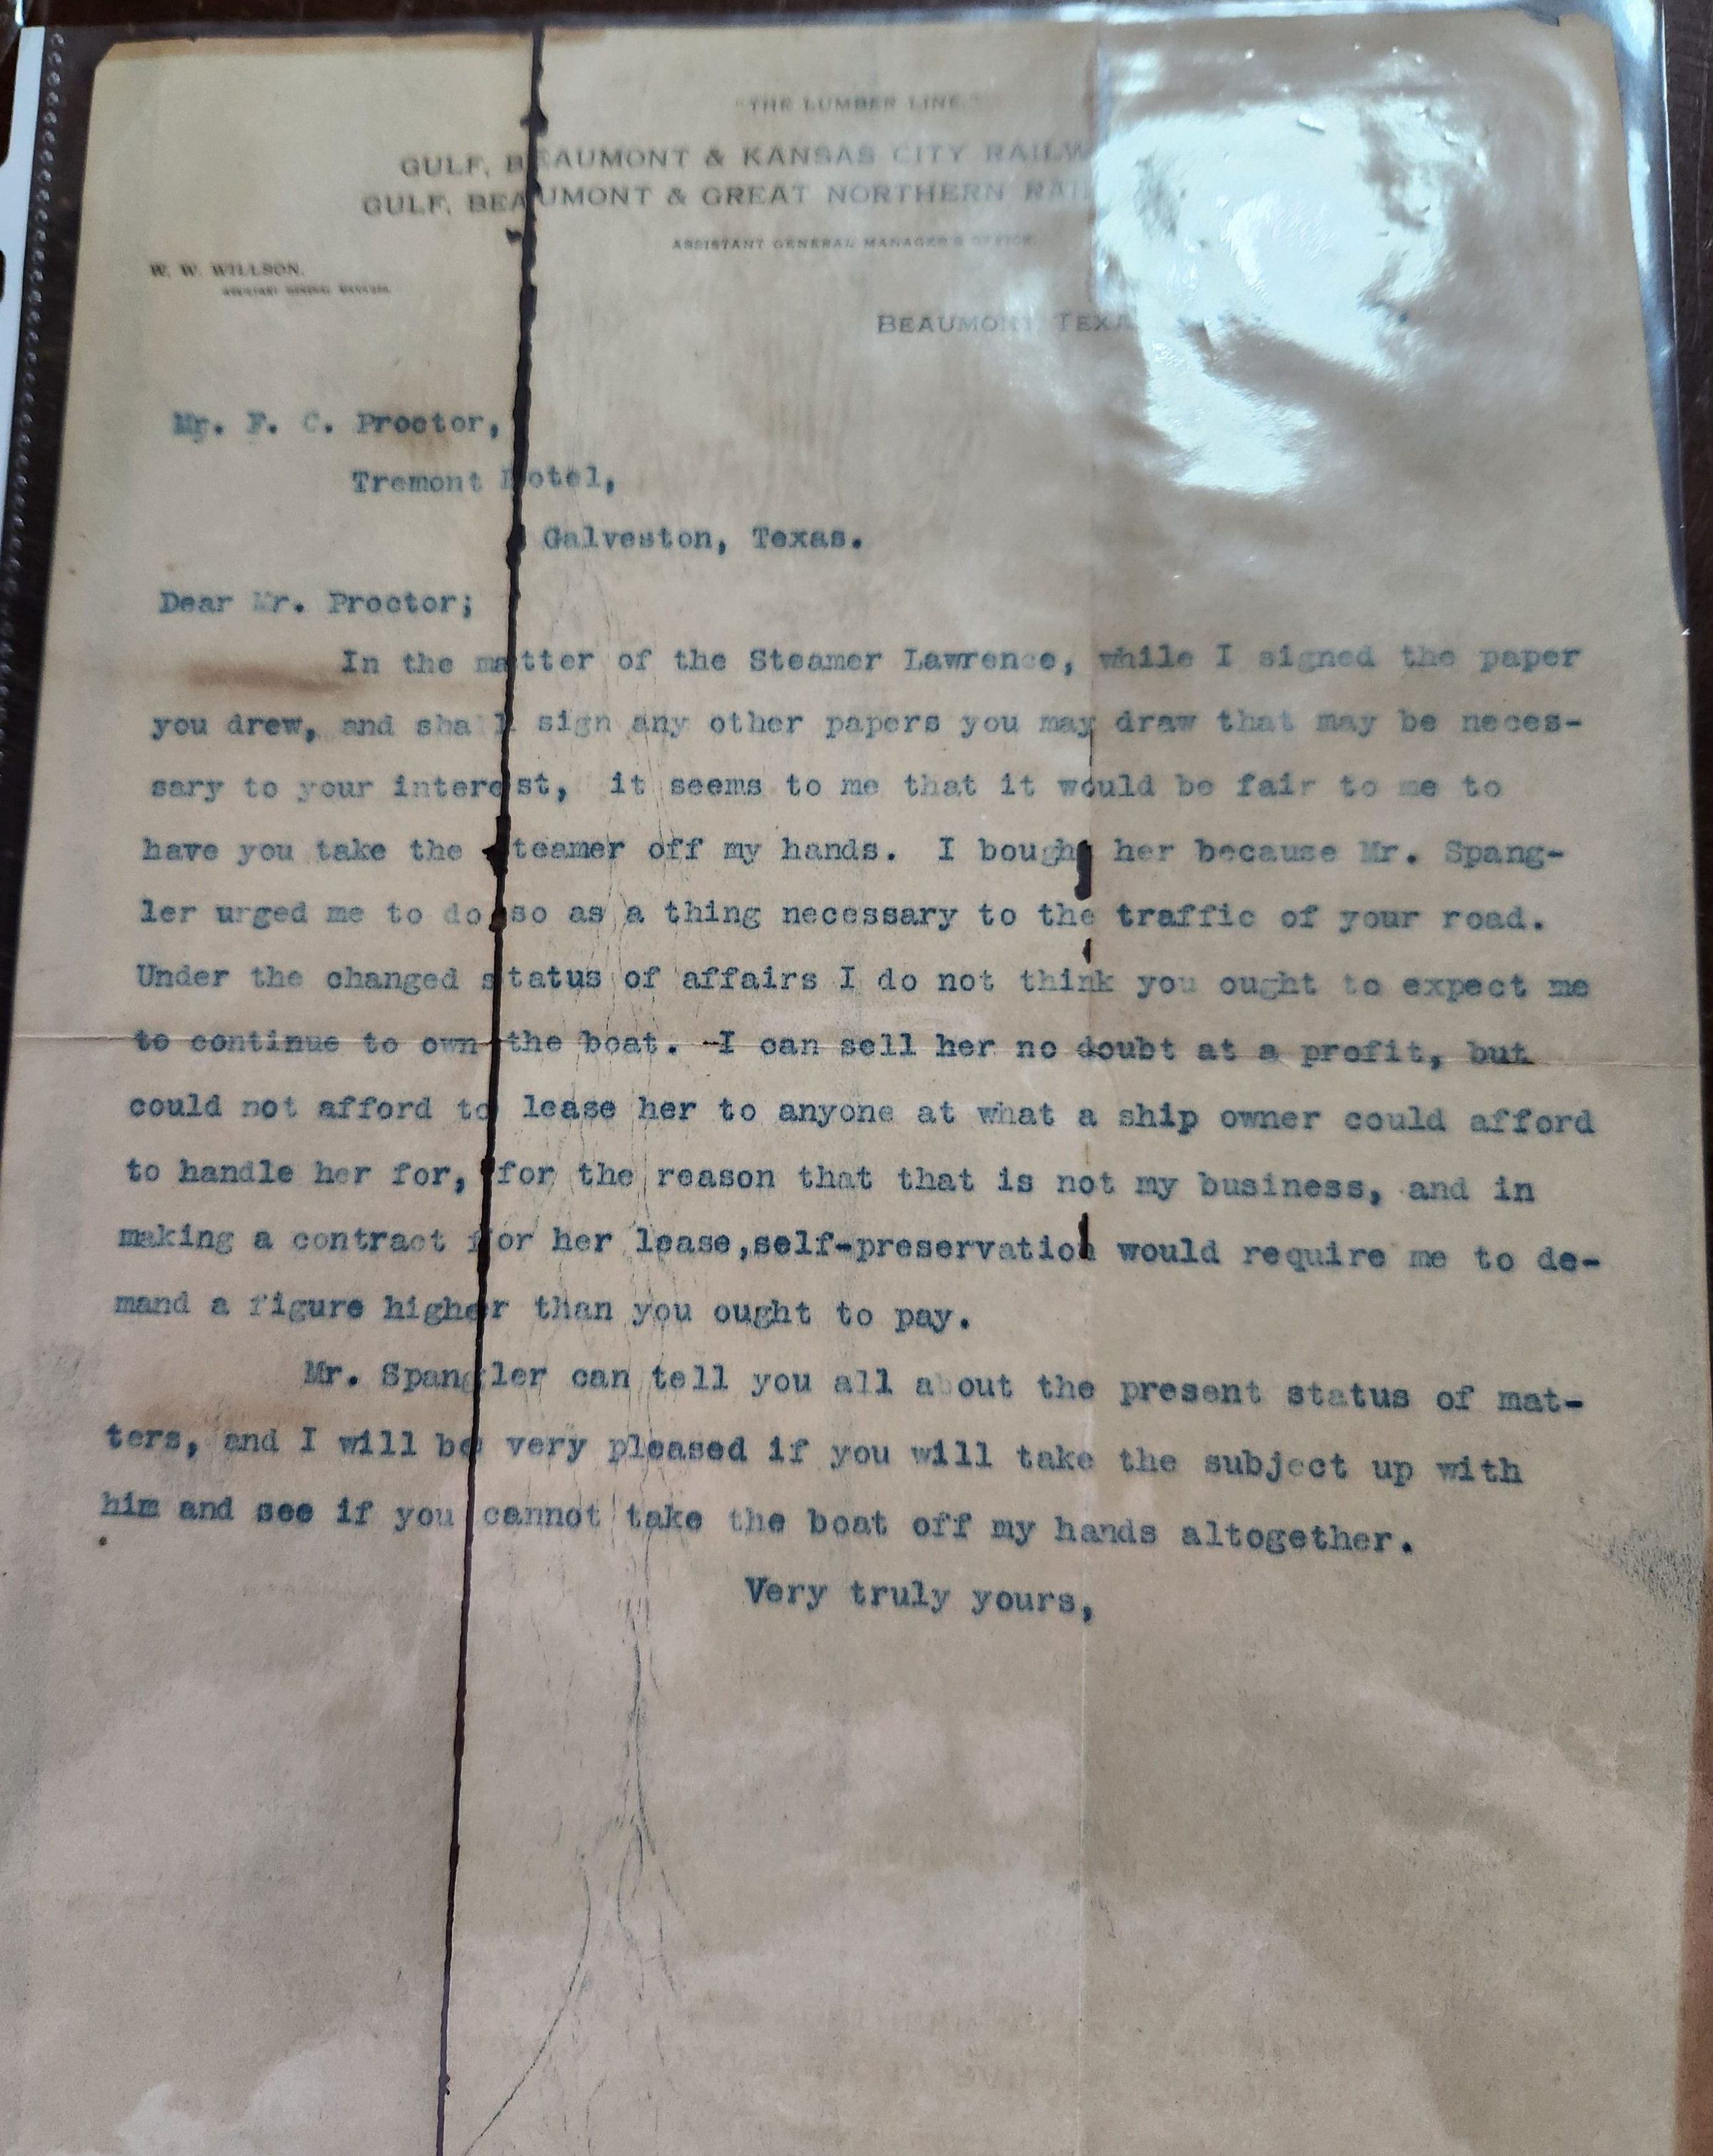 "THE LUMBER LINE."
GULF, BEAUMONT & KANSAS CITY RAILW
GULF, BEAUMONT & GREAT NORTHERN RAI
ASSISTANT GENERAL MANAGER'S OFFICE.
W. W. WILLSON,
ASSISTANT GENERAL MANAGER.
BEAUMONT, TEXA
Mr. F. C. Proctor,
Tremont Hotel,
Galveston, Texas.
Dear Mr. Proctor;
In the matter of the Steamer Lawrence, while I signed the paper
you drew, and shall sign any other papers you may draw that may be neces-
sary to your interest, it seems to me that it would be fair to me to
have you take the steamer off my hands. I bought her because Mr. Spang-
ler urged me to do so as a thing necessary to the traffic of your road.
Under the changed status of affairs I do not think you ought to expect me
to continue to own the boat. I can sell her no doubt at a profit, but
could not afford to lease her to anyone at what a ship owner could afford
to handle her for, for the reason that that is not my business, and in
making a contract for her lease,self-preservation would require me to de-
mand a figure higher than you ought to pay.
Mr. Spangler can tell you all about the present status of mat-
ters, and I will be very pleased if you will take the subject up with
him and see if you cannot take the boat off my hands altogether.
Very truly yours,